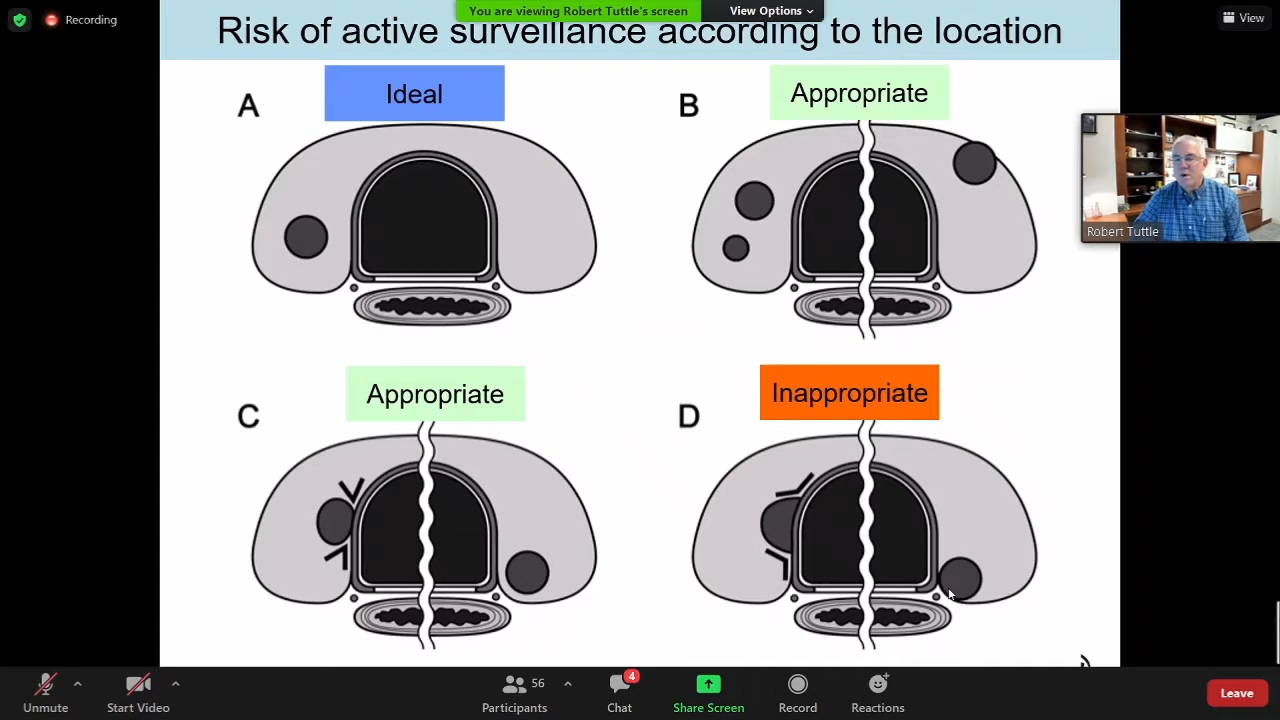 You are viewing Robert Tuttle's screen
View Options
Recording
View
Risk of active surveillance according to the location
A
Ideal
B
Appropriate
Robert Tuttle
C
Appropriate
D
Inappropriate
Unmute
Start Video
56
Participants
4
Chat
Share Screen
Record
Reactions
Leave